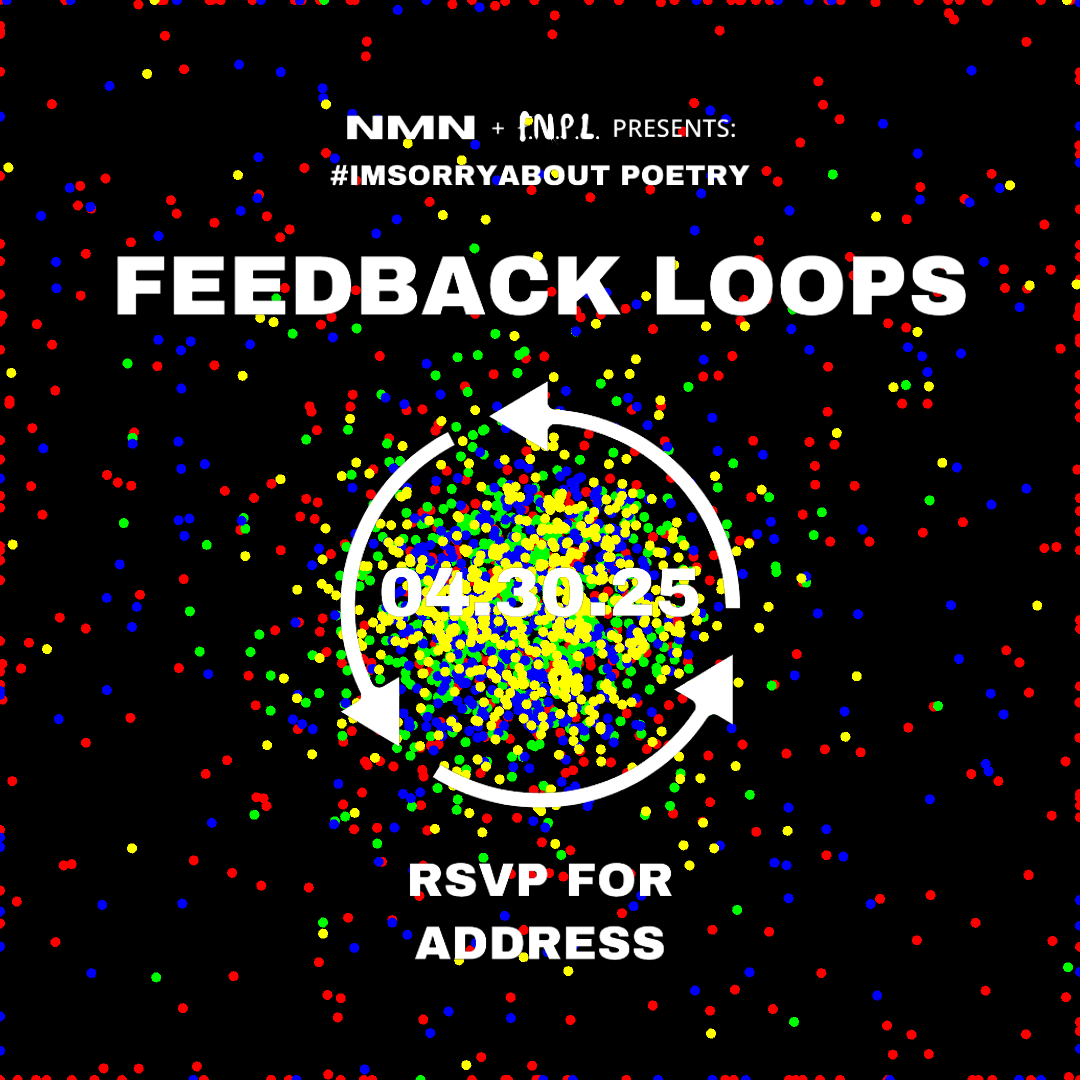 NMN + P.N.P.L. PRESENTS:
#IMSORRYABOUT POETRY
FEEDBACK LOOPS
04.30.25
RSVP FOR
ADDRESS